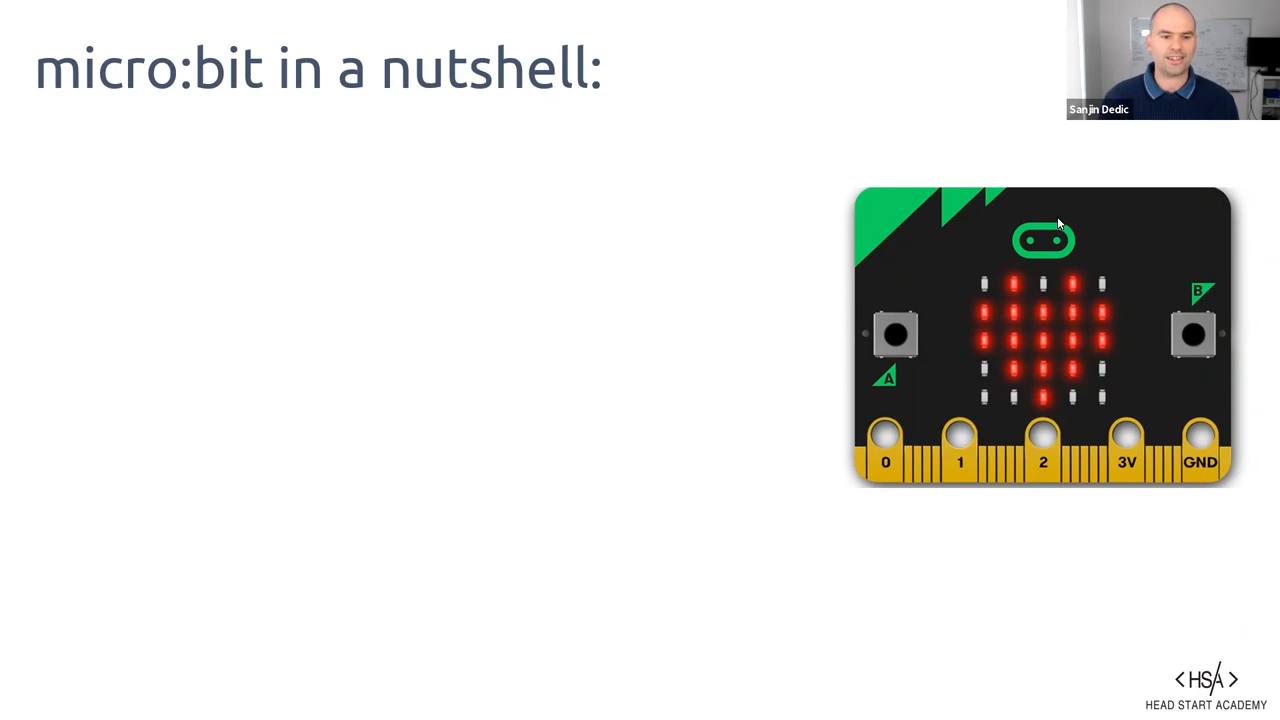 micro:bit in a nutshell:
Sanjin Dedic
B
A
0 1 2 3V GND
<HSA>
HEAD START ACADEMY